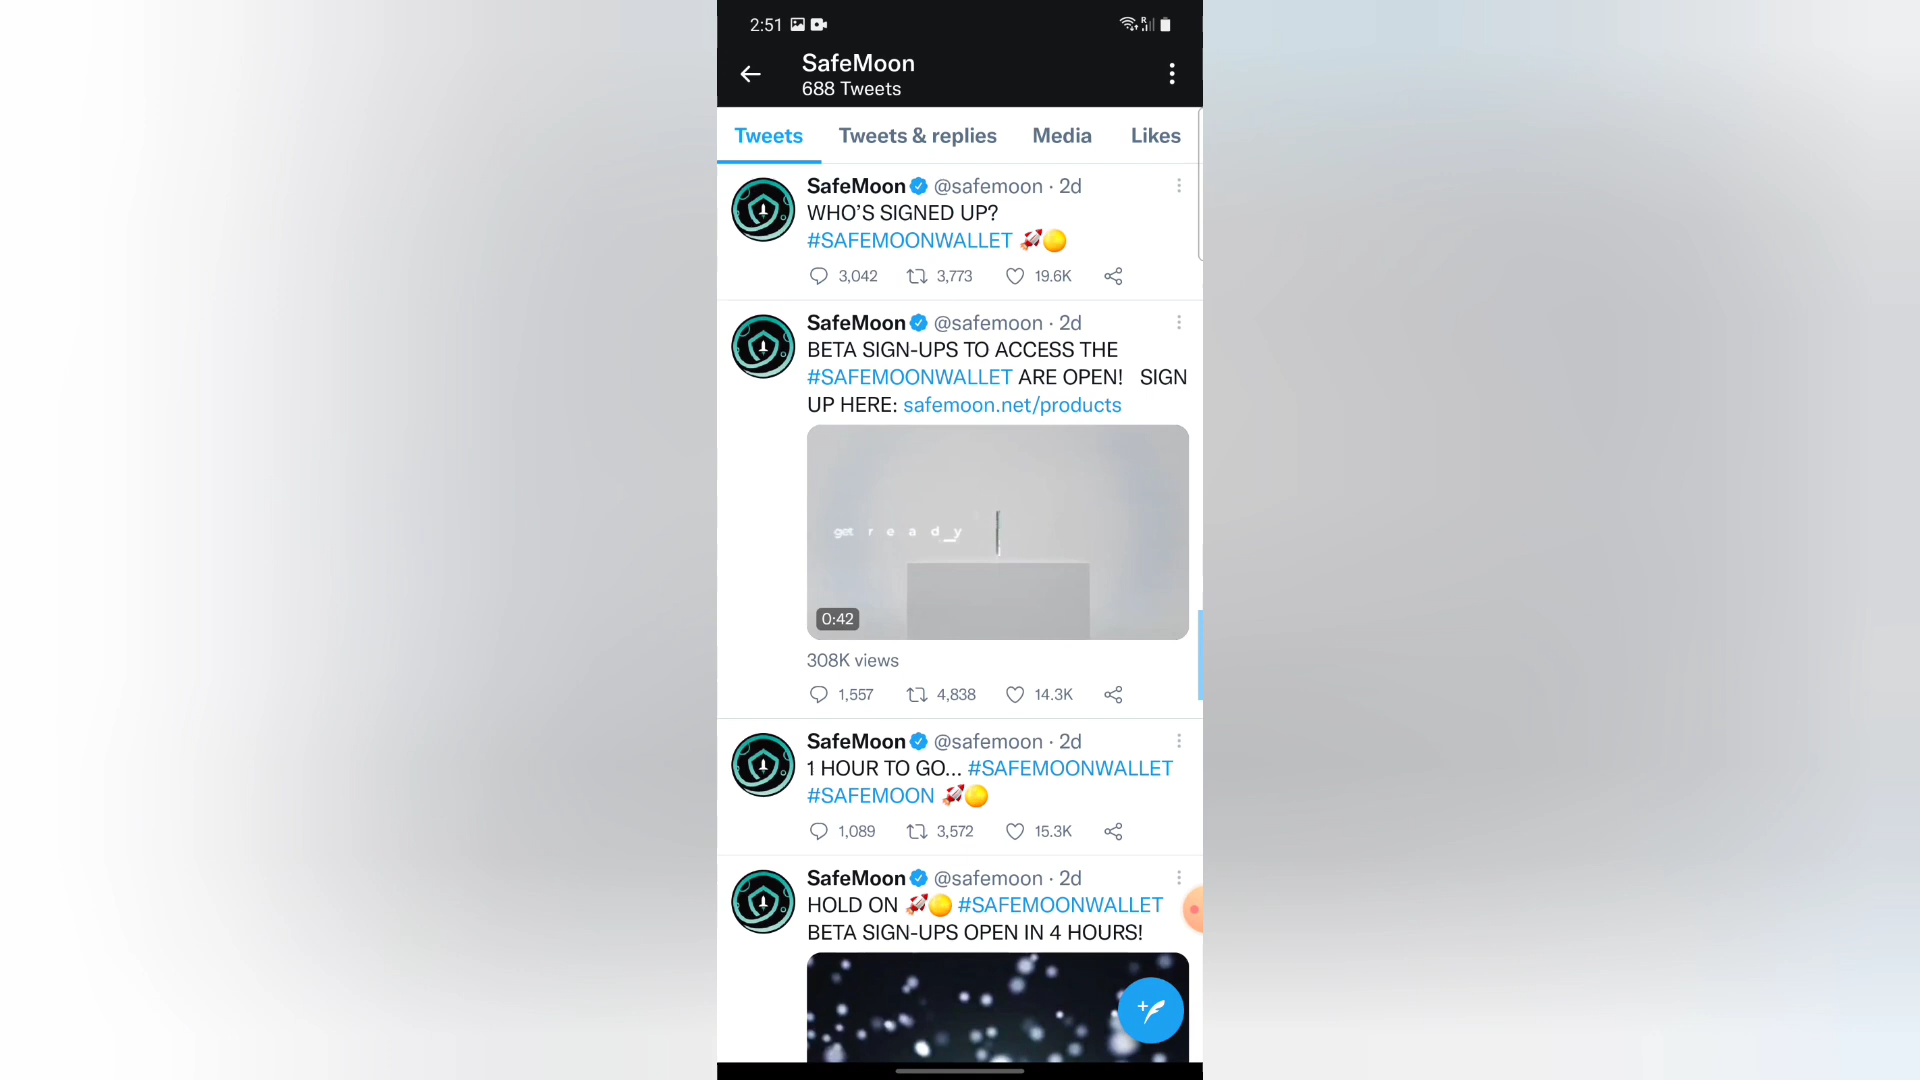 2:51
SafeMoon
688 Tweets
Tweets Tweets & replies Media Likes
SafeMoon @safemoon · 2d
WHO'S SIGNED UP?
#SAFEMOONWALLET 🚀🌕
3,042 3,773 19.6K
SafeMoon @safemoon · 2d
BETA SIGN-UPS TO ACCESS THE
#SAFEMOONWALLET ARE OPEN! SIGN
UP HERE: safemoon.net/products
get r e a d_y
0:42
308K views
1,557 4,838 14.3K
SafeMoon @safemoon · 2d
1 HOUR TO GO... #SAFEMOONWALLET
#SAFEMOON 🚀🌕
1,089 3,572 15.3K
SafeMoon @safemoon · 2d
HOLD ON 🚀🌕 #SAFEMOONWALLET
BETA SIGN-UPS OPEN IN 4 HOURS!